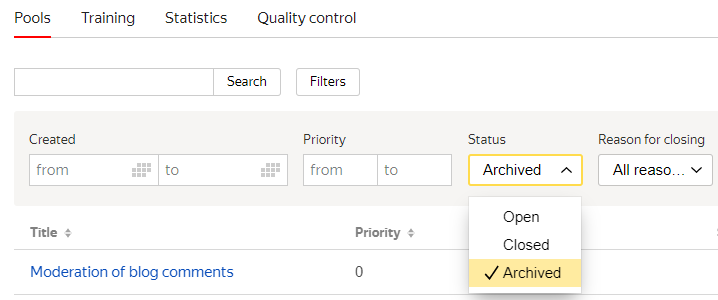 Pools Training Statistics Quality control
Search Filters
Created Priority Status Reason for closing
from to from to Archived All reaso...
Open
Closed
Archived
Title Priority
Moderation of blog comments 0